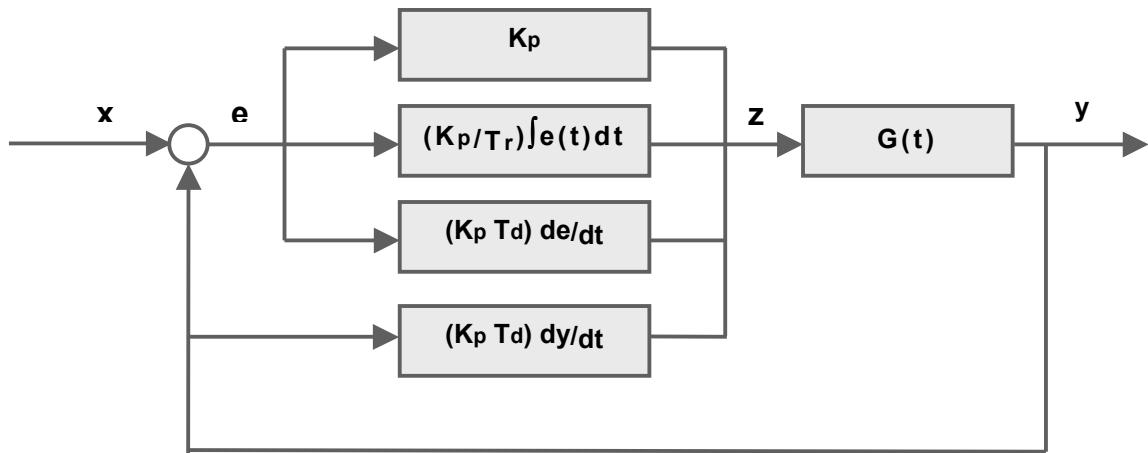 Kp
x
e
(Kp/Tr)∫e(t)dt
z
G(t)
y
(Kp Td) de/dt
(Kp Td) dy/dt